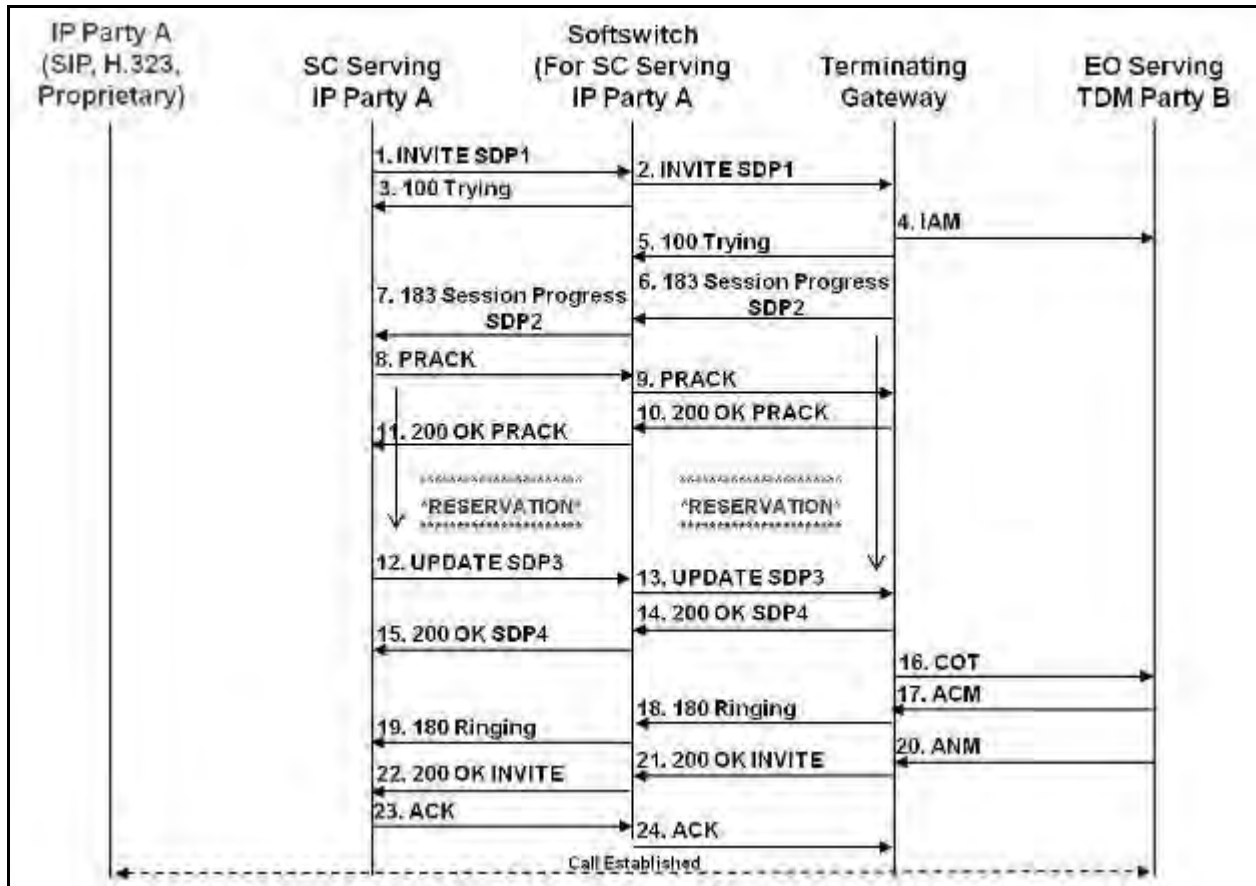 IP Party A
(SIP, H.323,
Proprietary)
SC Serving
IP Party A
Softswitch
(For SC Serving
IP Party A
Terminating
Gateway
EO Serving
TDM Party B
1. INVITE SDP1
2. INVITE SDP1
3. 100 Trying
4. IAM
5. 100 Trying
6. 183 Session Progress
SDP2
7. 183 Session Progress
SDP2
8. PRACK
9. PRACK
10. 200 OK PRACK
11. 200 OK PRACK
*RESERVATION*
*RESERVATION*
12. UPDATE SDP3
13. UPDATE SDP3
14. 200 OK SDP4
15. 200 OK SDP4
16. COT
17. ACM
18. 180 Ringing
19. 180 Ringing
20. ANM
21. 200 OK INVITE
22. 200 OK INVITE
23. ACK
24. ACK
Call Established